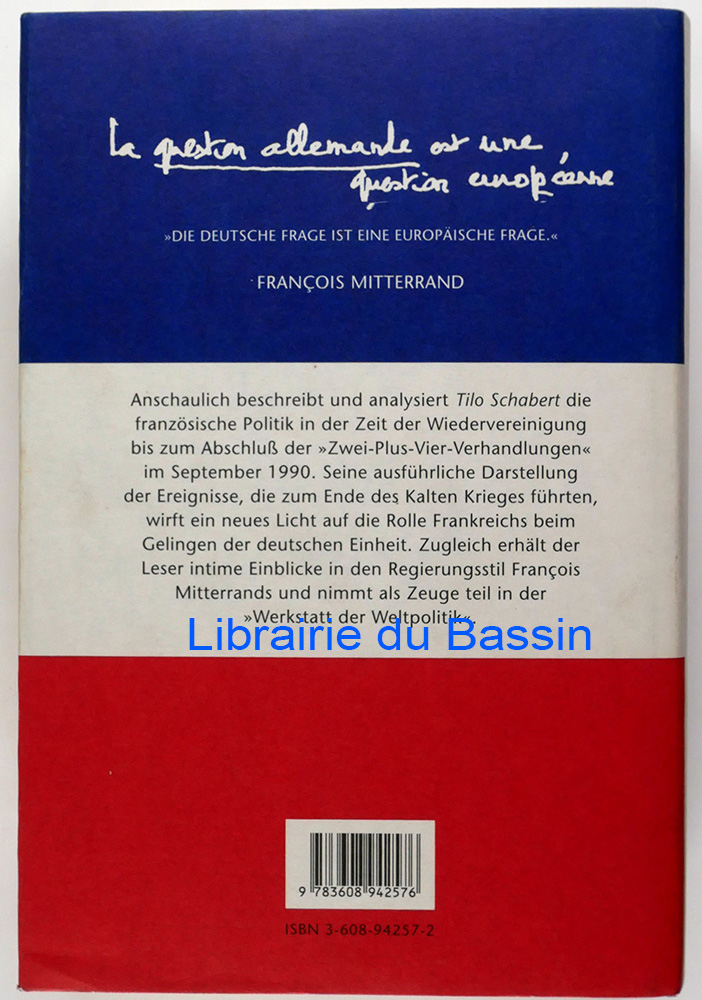 La question allemande est une
question européenne
»DIE DEUTSCHE FRAGE IST EINE EUROPÄISCHE FRAGE.«
FRANÇOIS MITTERRAND
Anschaulich beschreibt und analysiert Tilo Schabert die
französische Politik in der Zeit der Wiedervereinigung
bis zum Abschluß der »Zwei-Plus-Vier-Verhandlungen«
im September 1990. Seine ausführliche Darstellung
der Ereignisse, die zum Ende des Kalten Krieges führten,
wirft ein neues Licht auf die Rolle Frankreichs beim
Gelingen der deutschen Einheit. Zugleich erhält der
Leser intime Einblicke in den Regierungsstil François
Mitterrands und nimmt als Zeuge teil in der
»Werkstatt der Weltpolitik«.
Librairie du Bassin
9 783608 942576
ISBN 3-608-94257-2